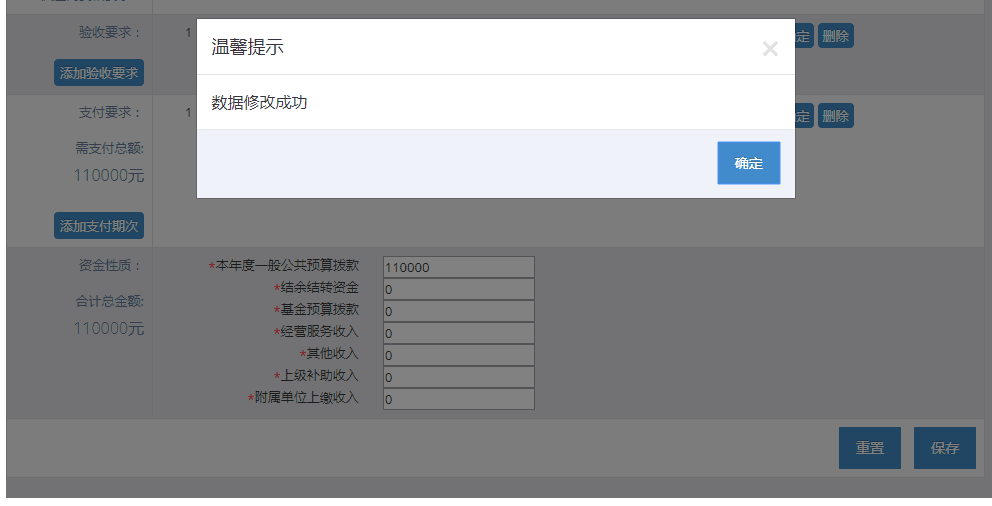 验收要求：
1
定
删除
添加验收要求
温馨提示
×
数据修改成功
确定
支付要求：
1
定
删除
需支付总额:
110000元
添加支付期次
资金性质：
合计总金额:
110000元
*本年度一般公共预算拨款 110000
*结余结转资金 0
*基金预算拨款 0
*经营服务收入 0
*其他收入 0
*上级补助收入 0
*附属单位上缴收入 0
重置
保存